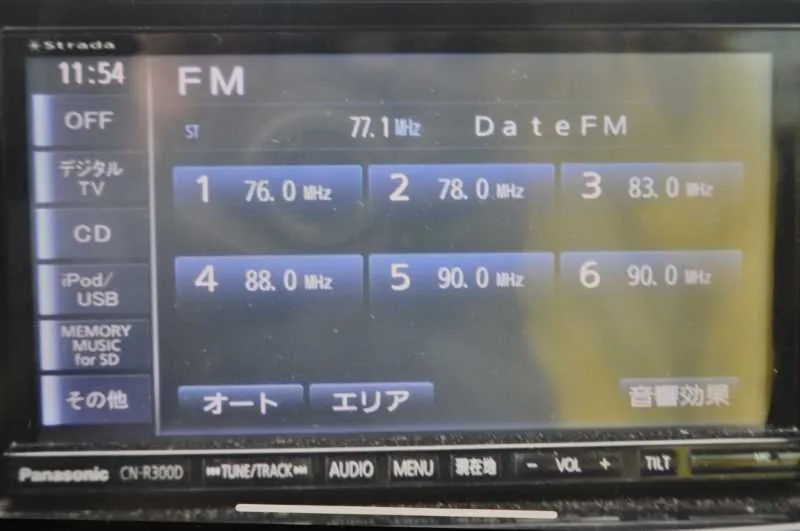 Strada
11:54
FM
OFF
ST 77.1MHz DateFM
デジタル
TV
1 76.0 MHz 2 78.0 MHz 3 83.0 MHz
CD
iPod/
USB
4 88.0 MHz 5 90.0 MHz 6 90.0 MHz
MEMORY
MUSIC
for SD
その他
オート エリア 音響効果
Panasonic CN-R300D TUNE/TRACK AUDIO MENU 現在地 − VOL + TILT